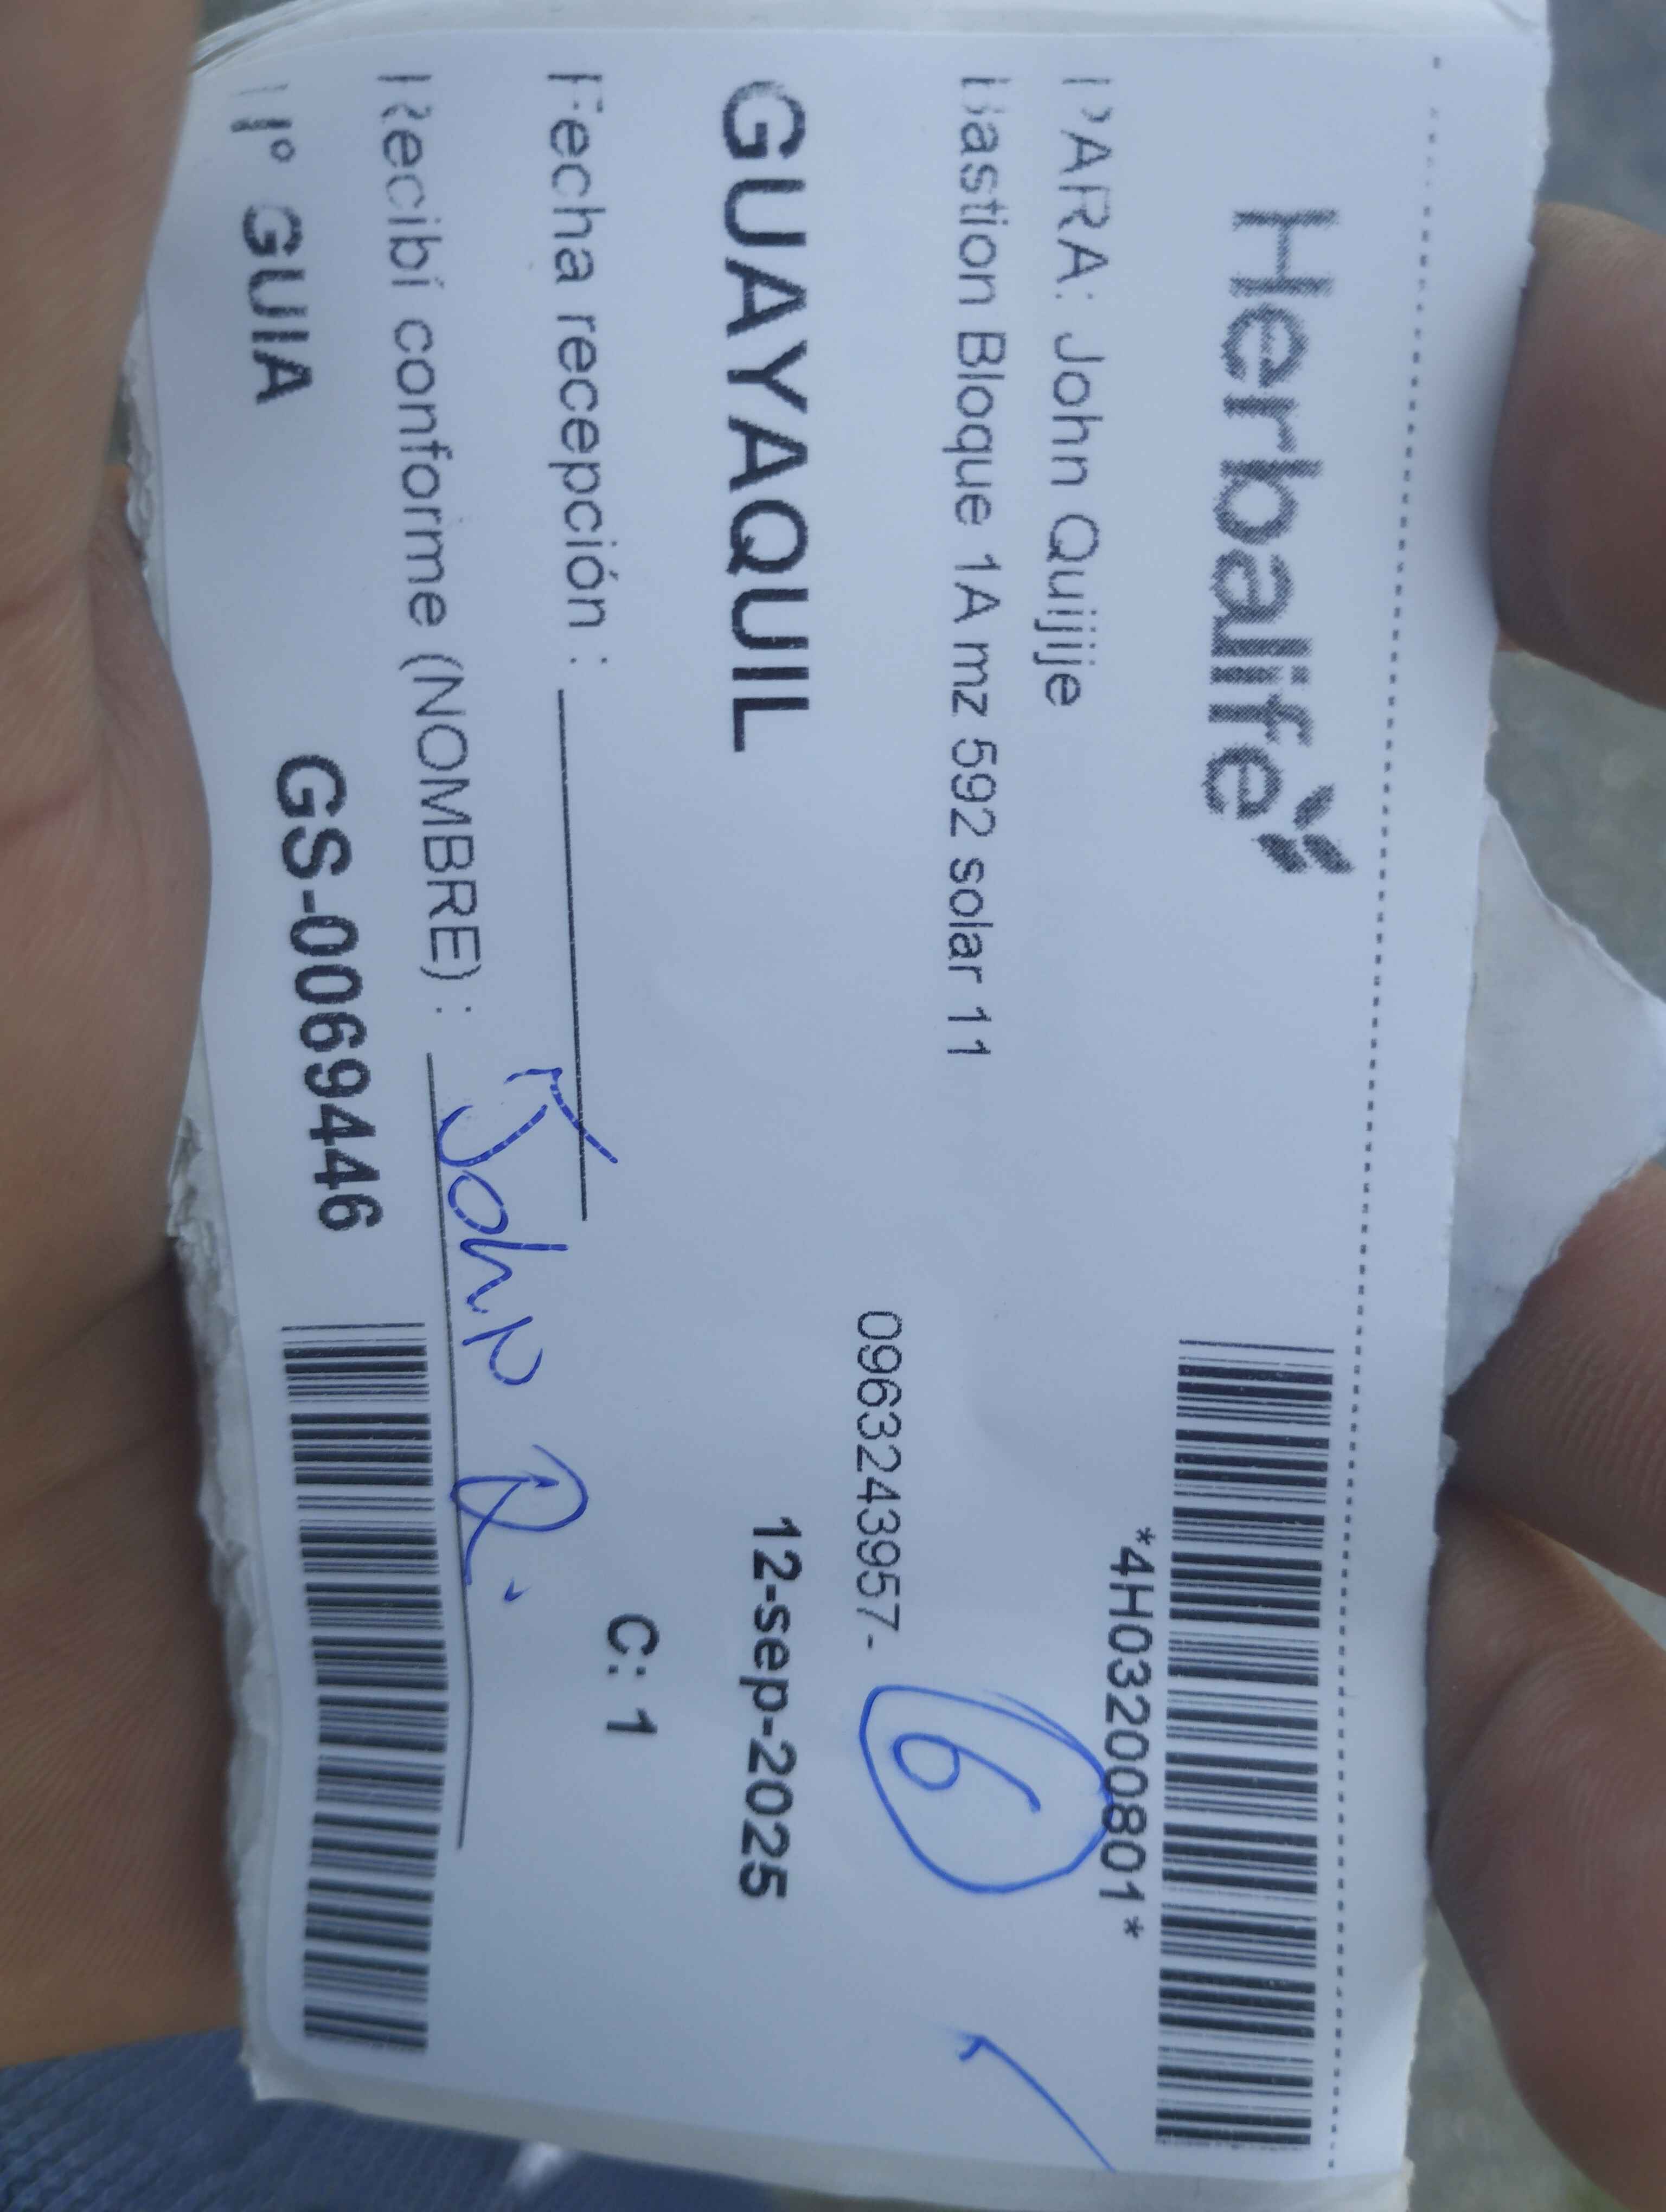 Herbalife
*4H03200801*
PARA: John Quijije
Bastion Bloque 1A mz 592 solar 11
6
0963243957-
GUAYAQUIL
12-sep-2025
Fecha recepción :
C: 1
Recibí conforme (NOMBRE) : John Q.
N° GUIA GS-0069446